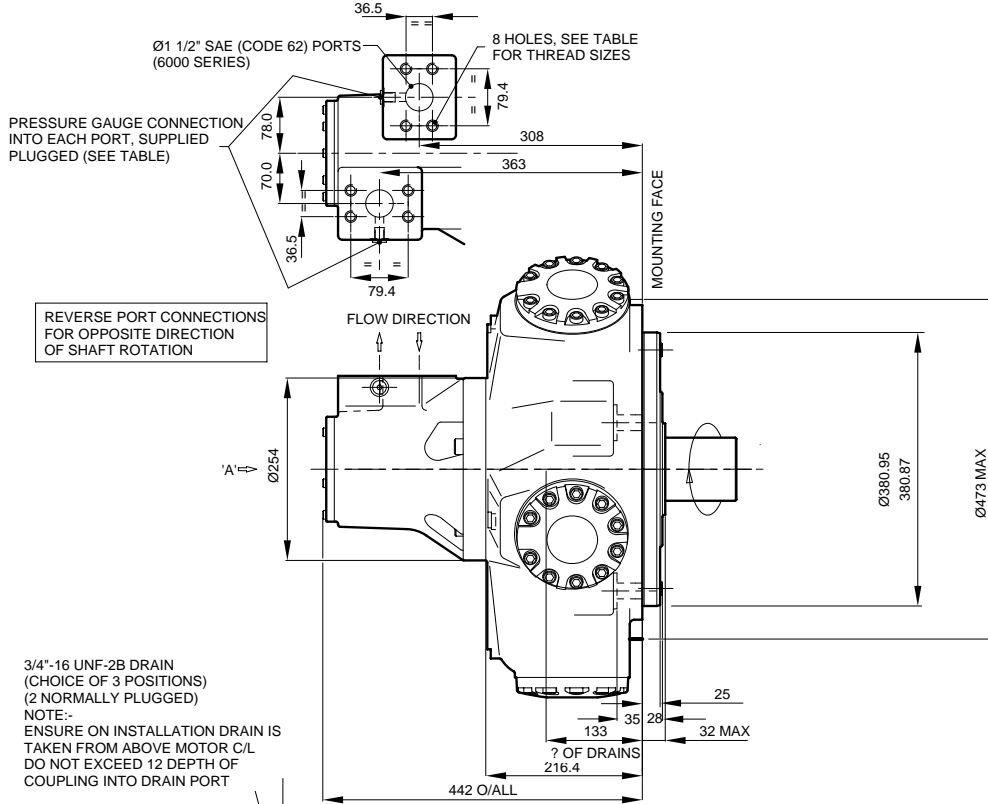 36.5
= =
Ø1 1/2" SAE (CODE 62) PORTS
(6000 SERIES)
8 HOLES, SEE TABLE
FOR THREAD SIZES
=
=
79.4
PRESSURE GAUGE CONNECTION
INTO EACH PORT, SUPPLIED
PLUGGED (SEE TABLE)
78.0
70.0
308
363
MOUNTING FACE
=
36.5
= =
79.4
REVERSE PORT CONNECTIONS
FOR OPPOSITE DIRECTION
OF SHAFT ROTATION
FLOW DIRECTION
'A'
Ø254
Ø380.95
380.87
Ø473 MAX
3/4"-16 UNF-2B DRAIN
(CHOICE OF 3 POSITIONS)
(2 NORMALLY PLUGGED)
NOTE:-
ENSURE ON INSTALLATION DRAIN IS
TAKEN FROM ABOVE MOTOR C/L
DO NOT EXCEED 12 DEPTH OF
COUPLING INTO DRAIN PORT
25
35 28
133
32 MAX
? OF DRAINS
216.4
442 O/ALL